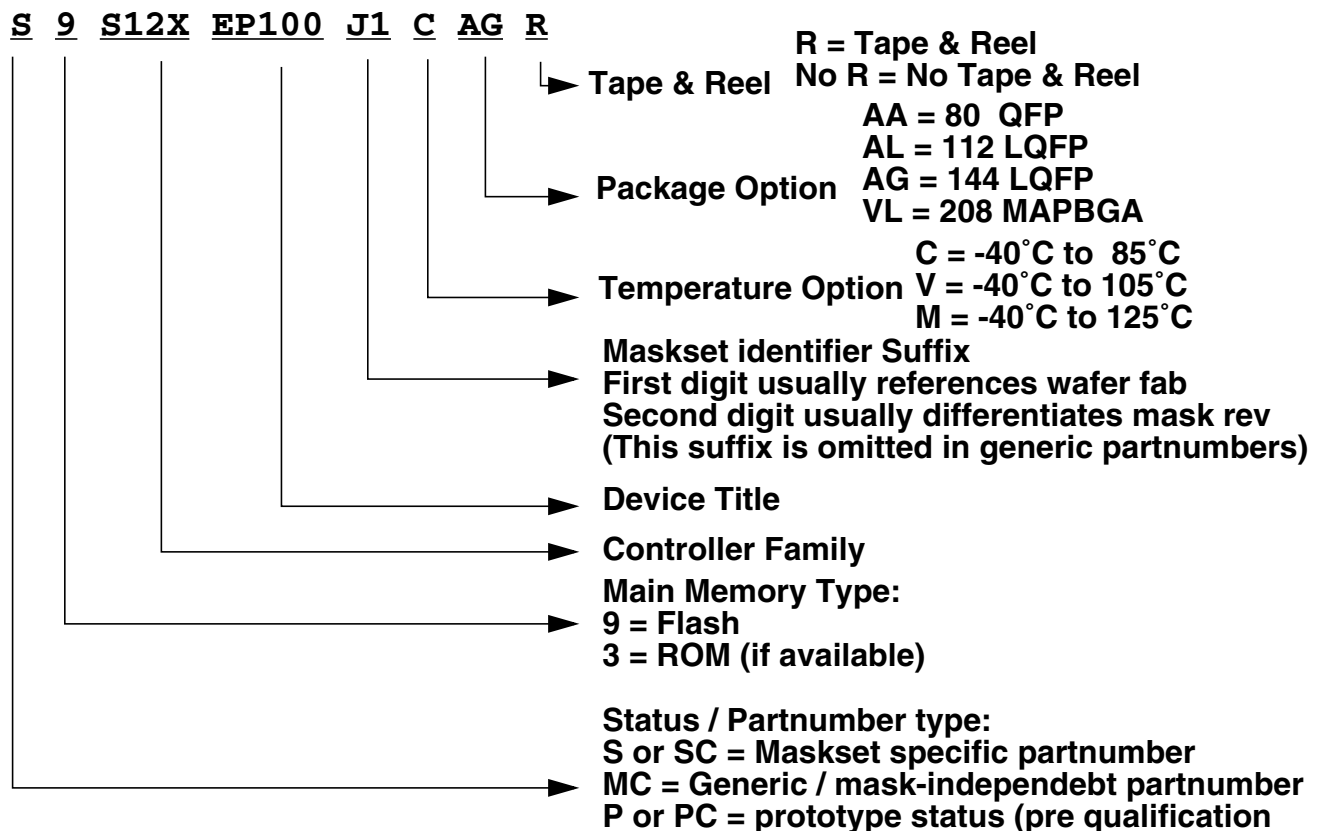 S 9 S12X EP100 J1 C AG R
R = Tape & Reel
Tape & Reel No R = No Tape & Reel
AA = 80 QFP
AL = 112 LQFP
Package Option AG = 144 LQFP
VL = 208 MAPBGA
C = -40˚C to 85˚C
Temperature Option V = -40˚C to 105˚C
M = -40˚C to 125˚C
Maskset identifier Suffix
First digit usually references wafer fab
Second digit usually differentiates mask rev
(This suffix is omitted in generic partnumbers)
Device Title
Controller Family
Main Memory Type:
9 = Flash
3 = ROM (if available)
Status / Partnumber type:
S or SC = Maskset specific partnumber
MC = Generic / mask-independebt partnumber
P or PC = prototype status (pre qualification